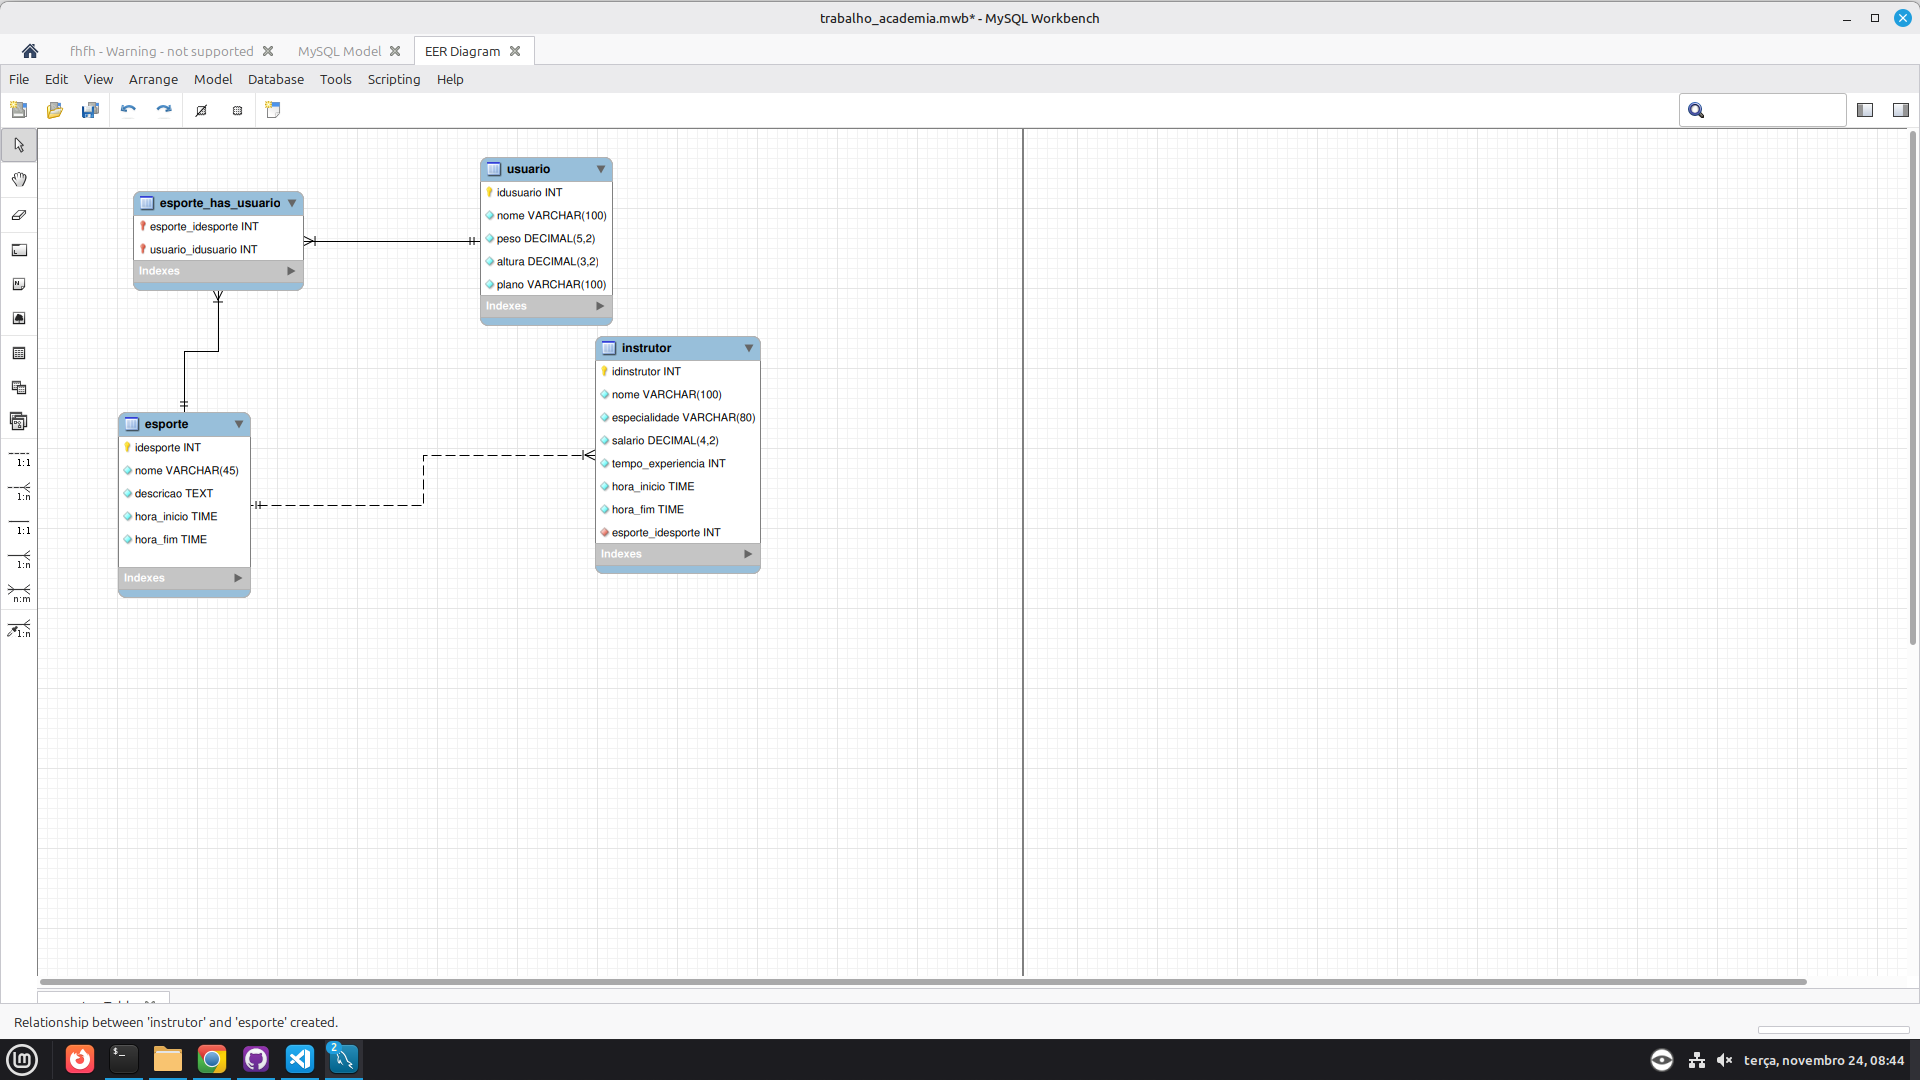 trabalho_academia.mwb* - MySQL Workbench
fhfh - Warning - not supported
MySQL Model
EER Diagram
File Edit View Arrange Model Database Tools Scripting Help
usuario
idusuario INT
nome VARCHAR(100)
peso DECIMAL(5,2)
altura DECIMAL(3,2)
plano VARCHAR(100)
Indexes
esporte_has_usuario
esporte_idesporte INT
usuario_idusuario INT
Indexes
instrutor
idinstrutor INT
nome VARCHAR(100)
especialidade VARCHAR(80)
salario DECIMAL(4,2)
tempo_experiencia INT
hora_inicio TIME
hora_fim TIME
esporte_idesporte INT
Indexes
esporte
idesporte INT
nome VARCHAR(45)
descricao TEXT
hora_inicio TIME
hora_fim TIME
Indexes
1:1
1:n
1:1
1:n
n:m
1:n
Relationship between 'instrutor' and 'esporte' created.
2
terça, novembro 24, 08:44